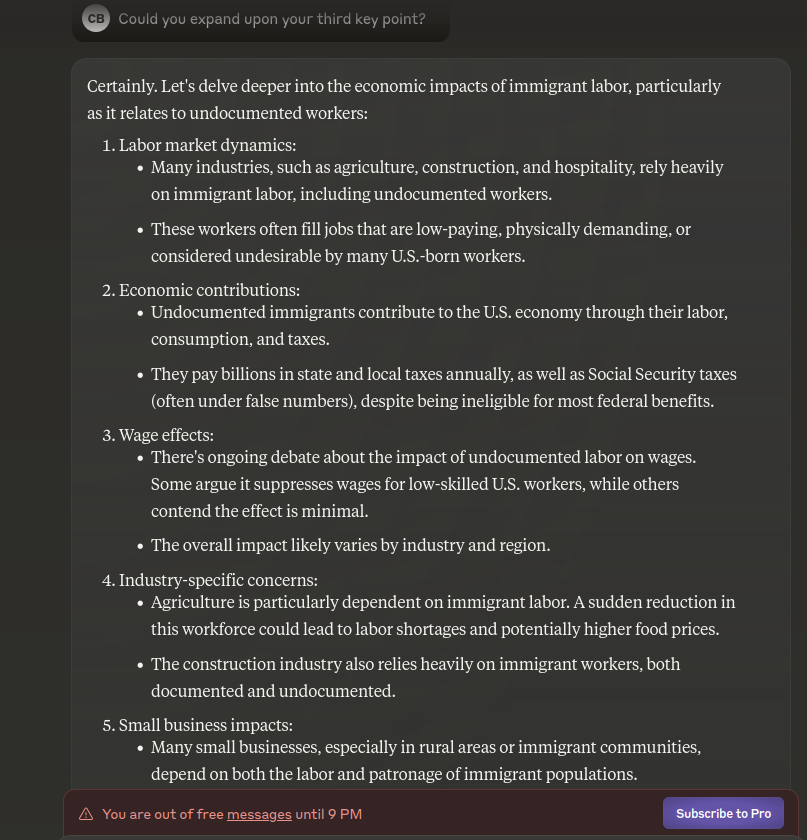 CB Could you expand upon your third key point?
Certainly. Let's delve deeper into the economic impacts of immigrant labor, particularly
as it relates to undocumented workers:
1. Labor market dynamics:
• Many industries, such as agriculture, construction, and hospitality, rely heavily
on immigrant labor, including undocumented workers.
• These workers often fill jobs that are low-paying, physically demanding, or
considered undesirable by many U.S.-born workers.
2. Economic contributions:
• Undocumented immigrants contribute to the U.S. economy through their labor,
consumption, and taxes.
• They pay billions in state and local taxes annually, as well as Social Security taxes
(often under false numbers), despite being ineligible for most federal benefits.
3. Wage effects:
• There's ongoing debate about the impact of undocumented labor on wages.
Some argue it suppresses wages for low-skilled U.S. workers, while others
contend the effect is minimal.
• The overall impact likely varies by industry and region.
4. Industry-specific concerns:
• Agriculture is particularly dependent on immigrant labor. A sudden reduction in
this workforce could lead to labor shortages and potentially higher food prices.
• The construction industry also relies heavily on immigrant workers, both
documented and undocumented.
5. Small business impacts:
• Many small businesses, especially in rural areas or immigrant communities,
depend on both the labor and patronage of immigrant populations.
You are out of free messages until 9 PM
Subscribe to Pro